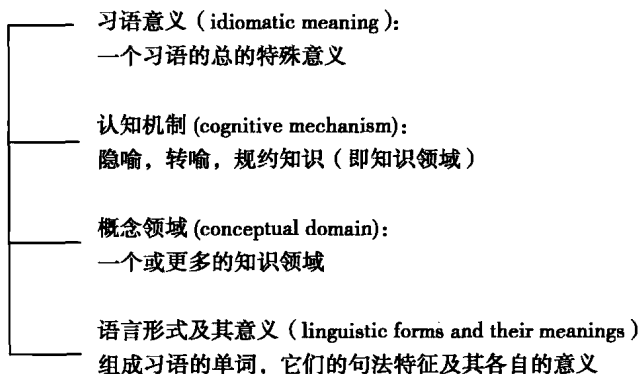 习语意义（idiomatic meaning）：
一个习语的总的特殊意义
认知机制 (cognitive mechanism)：
隐喻，转喻，规约知识（即知识领域）
概念领域 (conceptual domain)：
一个或更多的知识领域
语言形式及其意义（linguistic forms and their meanings）
组成习语的单词，它们的句法特征及其各自的意义